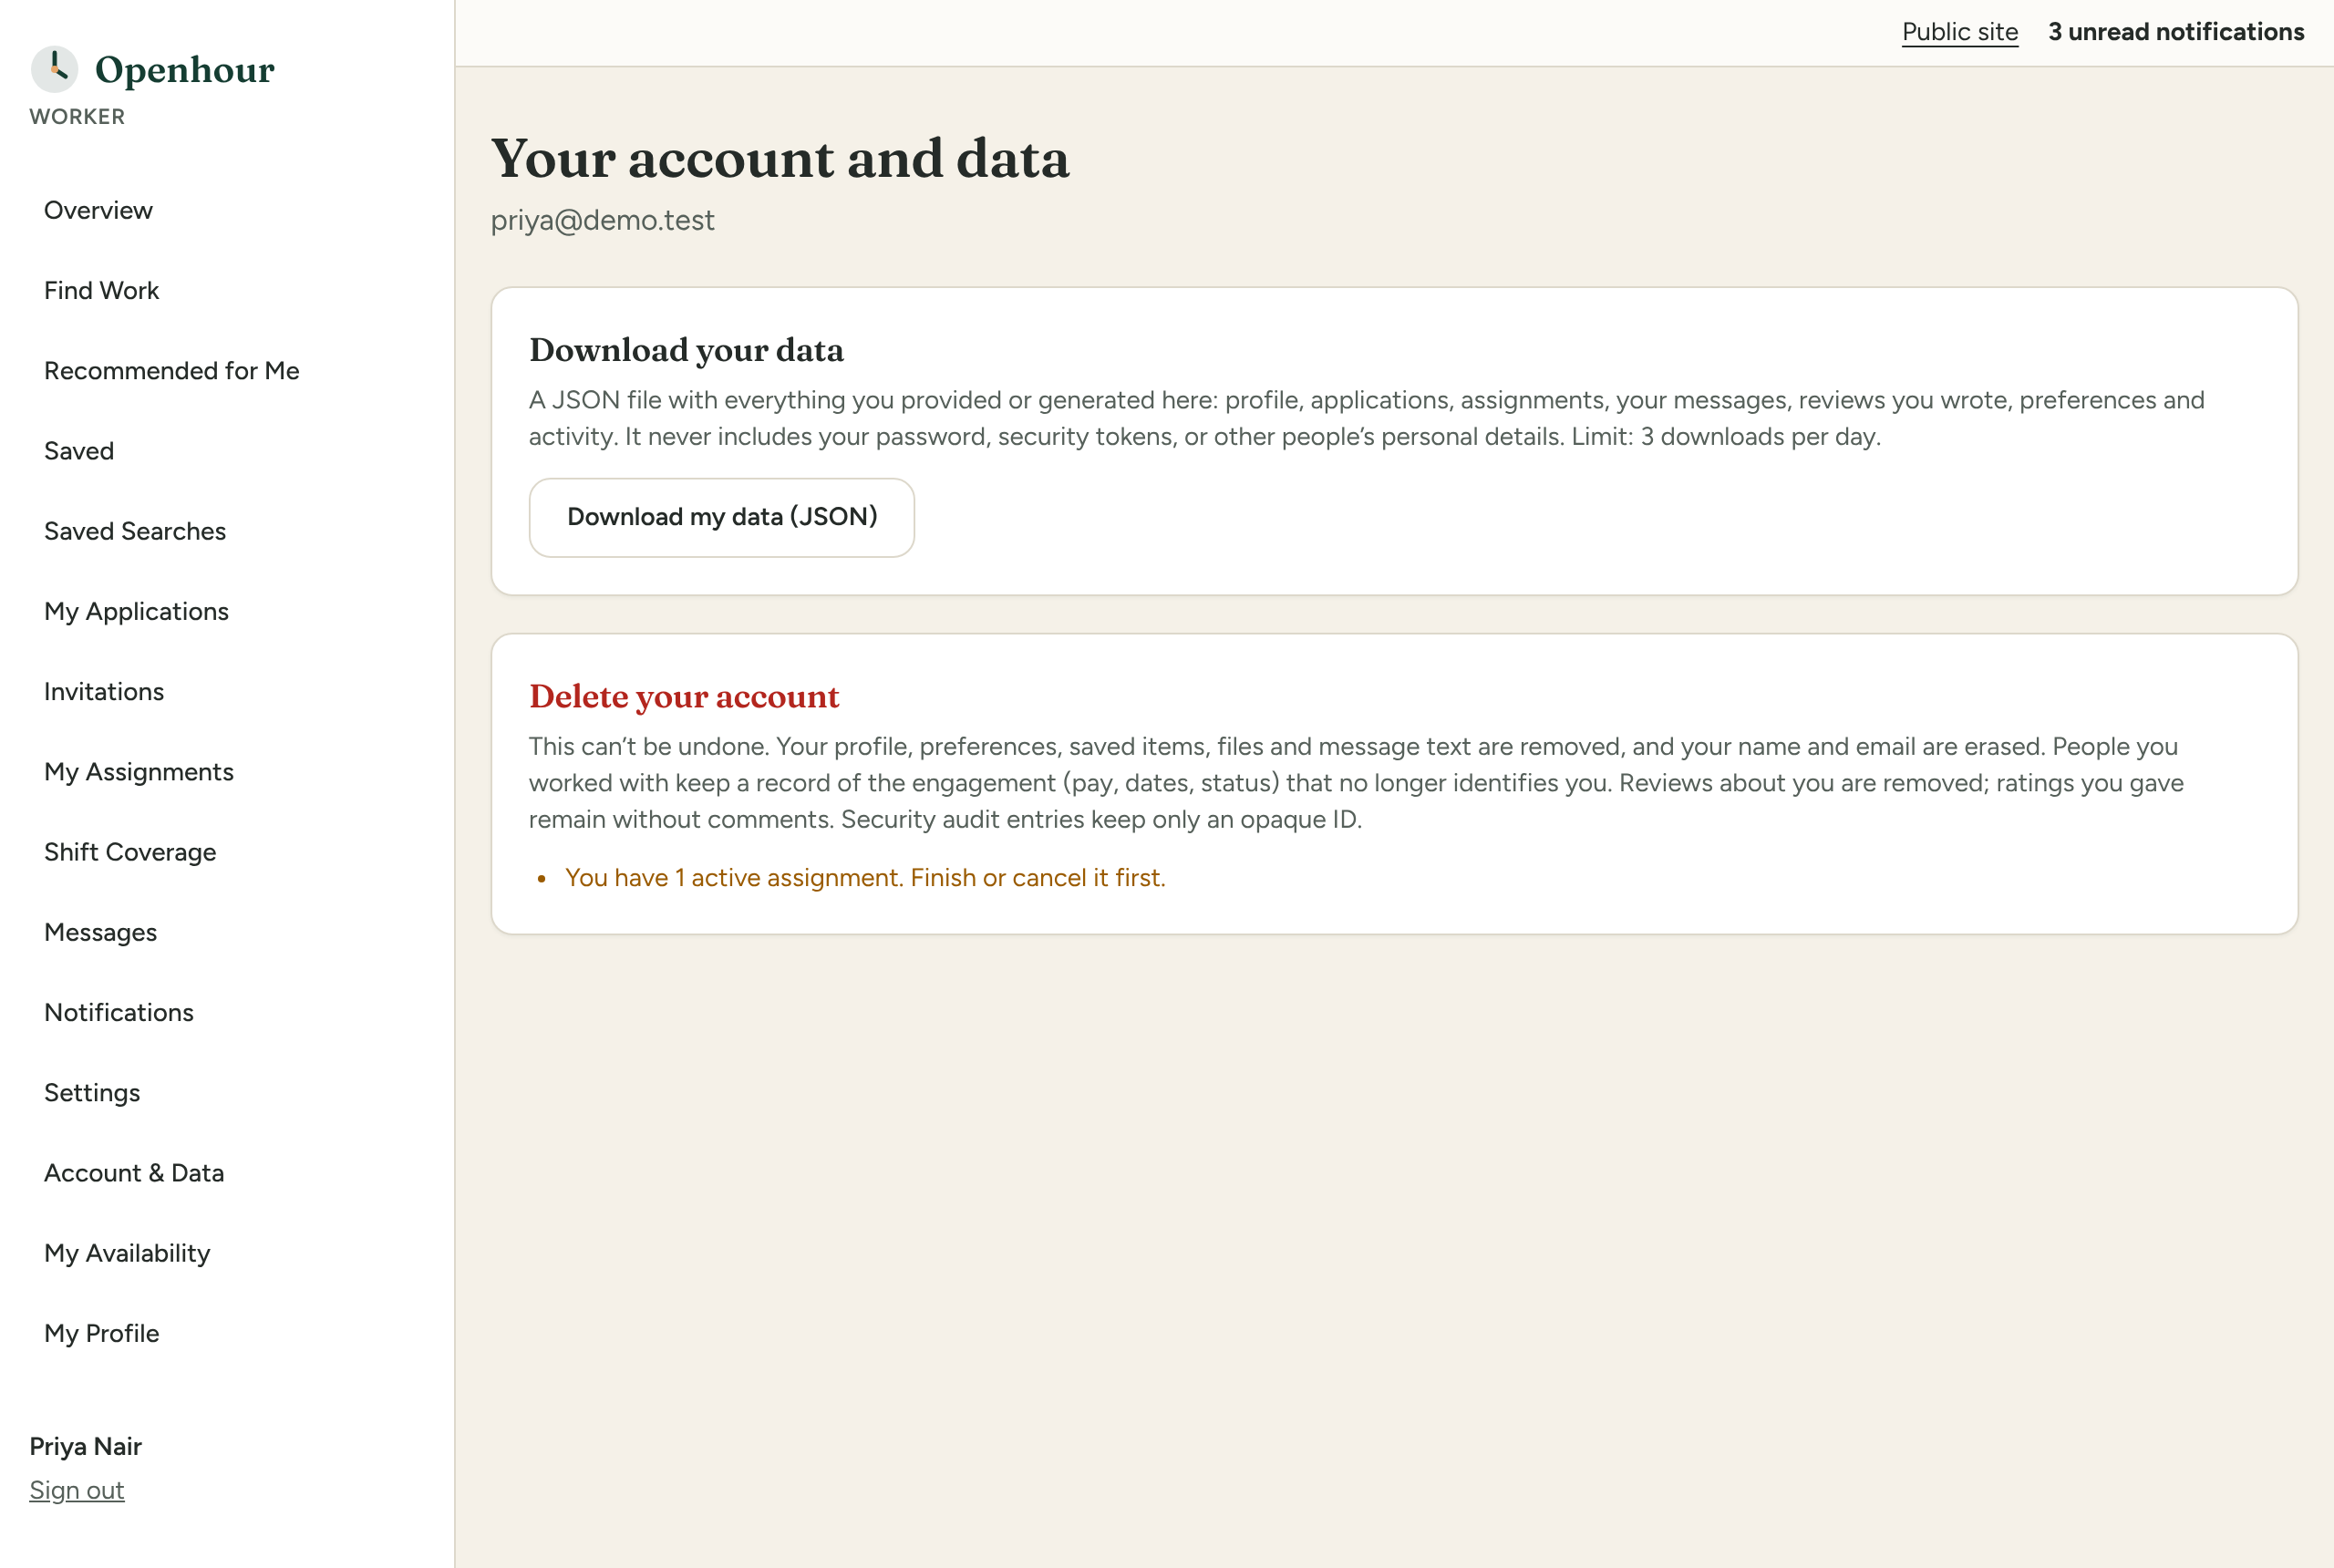 Openhour
WORKER
Overview
Find Work
Recommended for Me
Saved
Saved Searches
My Applications
Invitations
My Assignments
Shift Coverage
Messages
Notifications
Settings
Account & Data
My Availability
My Profile
Priya Nair
Sign out
Public site
3 unread notifications
Your account and data
priya@demo.test
Download your data
A JSON file with everything you provided or generated here: profile, applications, assignments, your messages, reviews you wrote, preferences and
activity. It never includes your password, security tokens, or other people’s personal details. Limit: 3 downloads per day.
Download my data (JSON)
Delete your account
This can’t be undone. Your profile, preferences, saved items, files and message text are removed, and your name and email are erased. People you
worked with keep a record of the engagement (pay, dates, status) that no longer identifies you. Reviews about you are removed; ratings you gave
remain without comments. Security audit entries keep only an opaque ID.
• You have 1 active assignment. Finish or cancel it first.